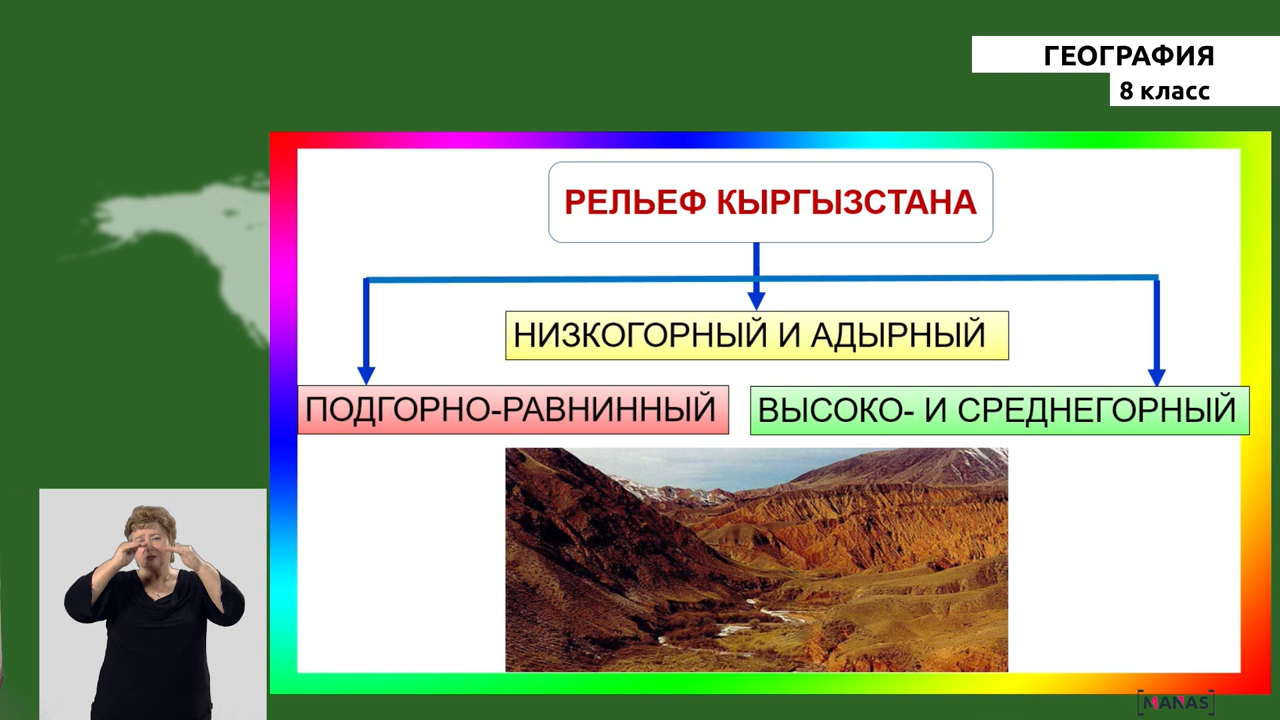 ГЕОГРАФИЯ
8 класс
РЕЛЬЕФ КЫРГЫЗСТАНА
НИЗКОГОРНЫЙ И АДЫРНЫЙ
ПОДГОРНО-РАВНИННЫЙ
ВЫСОКО- И СРЕДНЕГОРНЫЙ
[MANAS]